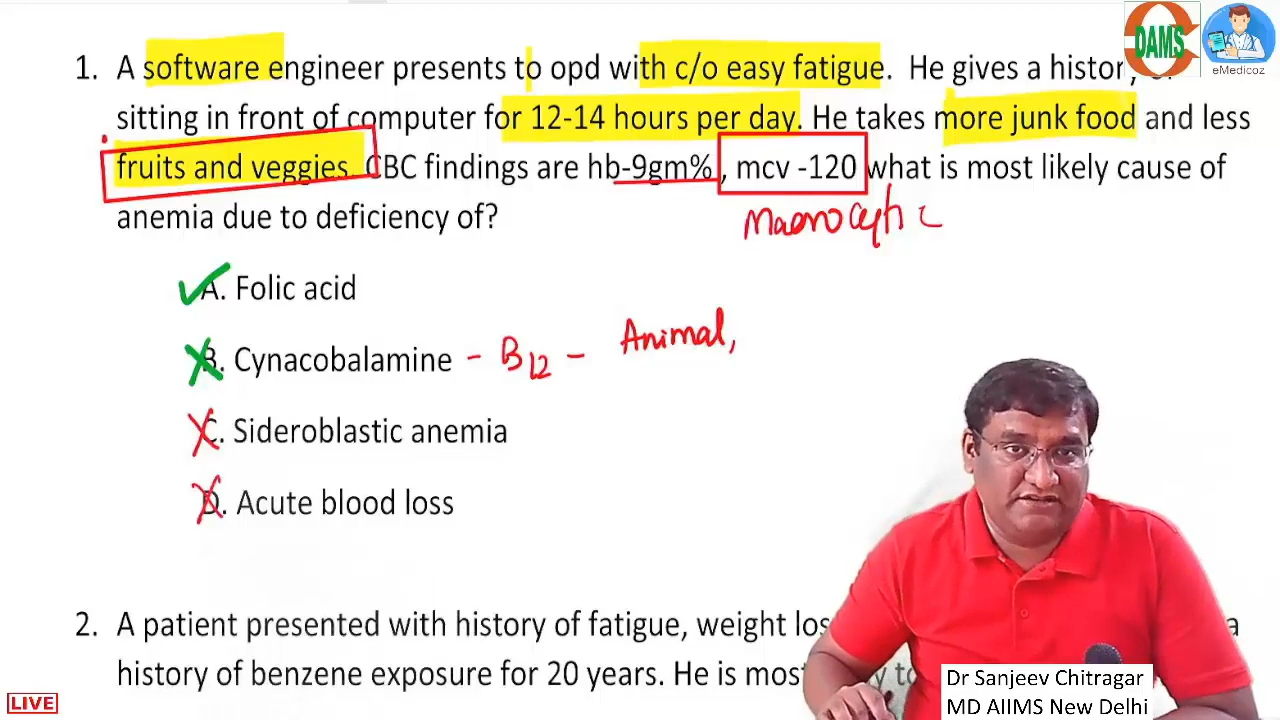 DAMS
eMedicoz
1. A software engineer presents to opd with c/o easy fatigue. He gives a history
sitting in front of computer for 12-14 hours per day. He takes more junk food and less
fruits and veggies. CBC findings are hb-9gm%, mcv -120 what is most likely cause of
anemia due to deficiency of?
Macrocytic
A. Folic acid
B. Cynacobalamine - B12 - Animal,
C. Sideroblastic anemia
D. Acute blood loss
2. A patient presented with history of fatigue, weight a
history of benzene exposure for 20 years. He is
Dr Sanjeev Chitragar
MD AIIMS New Delhi
LIVE